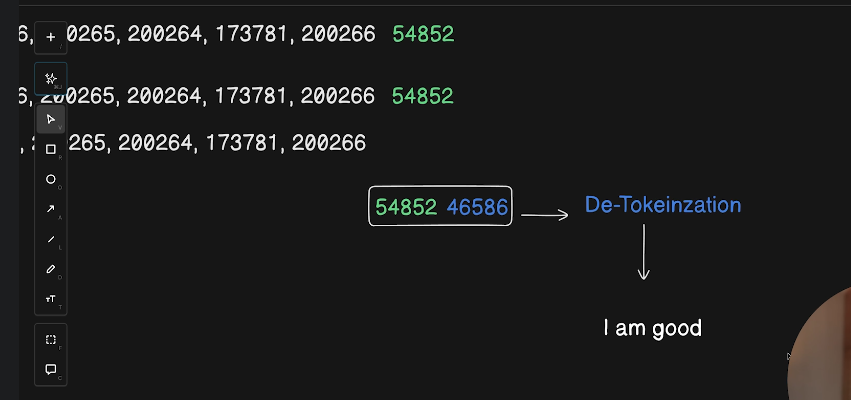 6, 0265, 200264, 173781, 200266 54852
6, 200265, 200264, 173781, 200266 54852
, 265, 200264, 173781, 200266
54852 46586
De-Tokeinzation
I am good